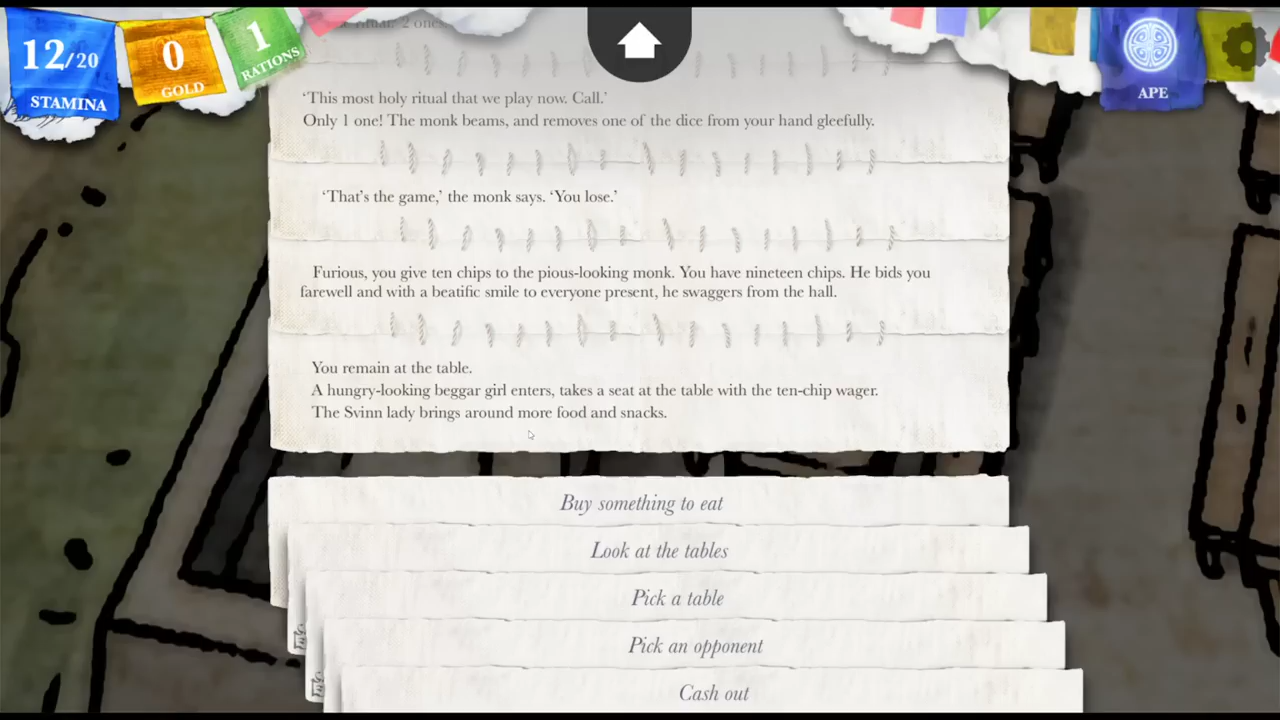 12/20
STAMINA
0
GOLD
1
RATIONS
APE
ritual. 2 ones.
‘This most holy ritual that we play now. Call.’
Only 1 one! The monk beams, and removes one of the dice from your hand gleefully.
‘That’s the game,’ the monk says. ‘You lose.’
Furious, you give ten chips to the pious-looking monk. You have nineteen chips. He bids you
farewell and with a beatific smile to everyone present, he swaggers from the hall.
You remain at the table.
A hungry-looking beggar girl enters, takes a seat at the table with the ten-chip wager.
The Svinn lady brings around more food and snacks.
Buy something to eat
Look at the tables
Pick a table
Pick an opponent
Cash out